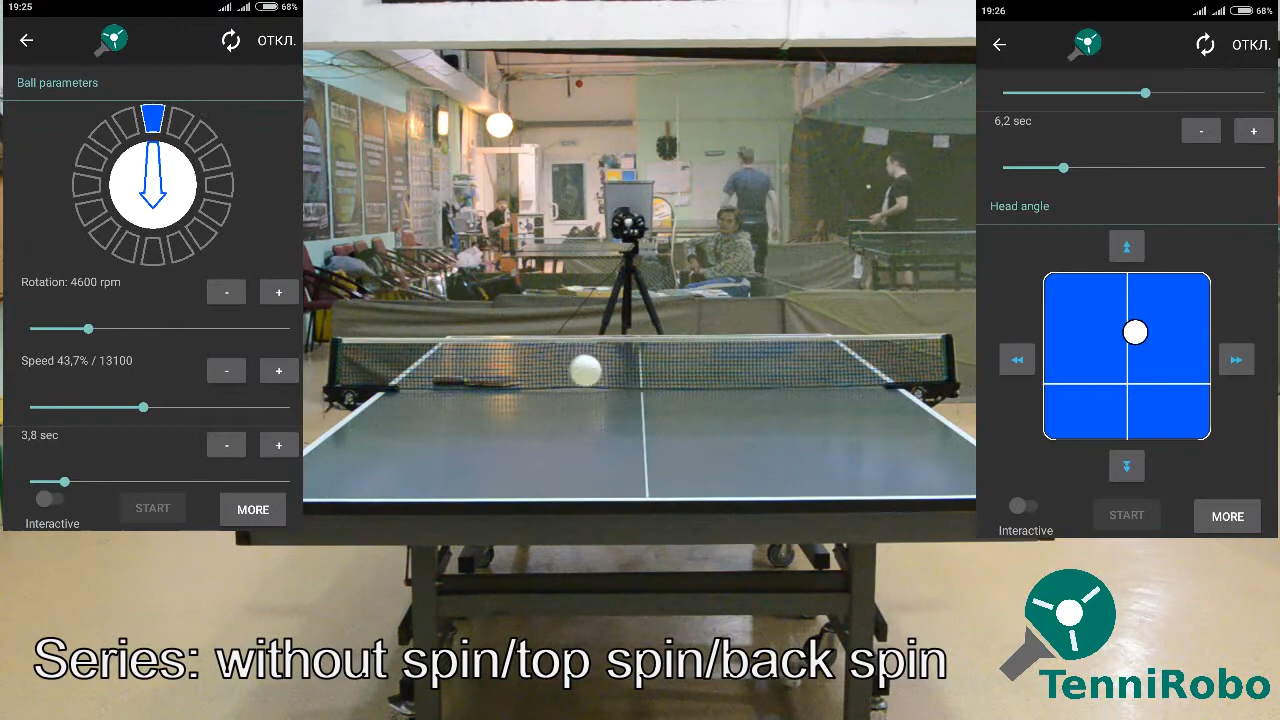 19:25
68%
ОТКЛ.
Ball parameters
Rotation: 4600 rpm
-
+
Speed 43,7% / 13100
-
+
3,8 sec
-
+
Interactive
START
MORE
19:26
68%
ОТКЛ.
6,2 sec
-
+
Head angle
Interactive
START
MORE
Series: without spin/top spin/back spin
TenniRobo